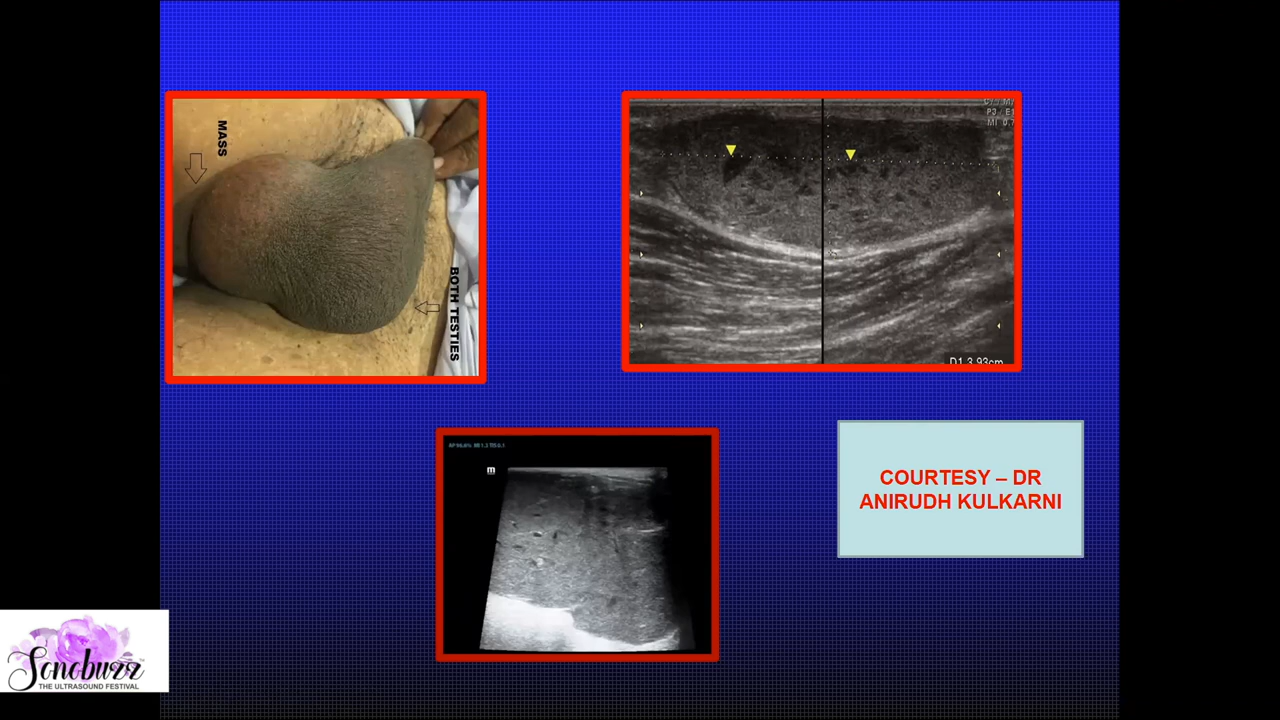 MASS
BOTH TESTIES
D1 3.93cm
m
COURTESY – DR
ANIRUDH KULKARNI
Sonobuzz
THE ULTRASOUND FESTIVAL